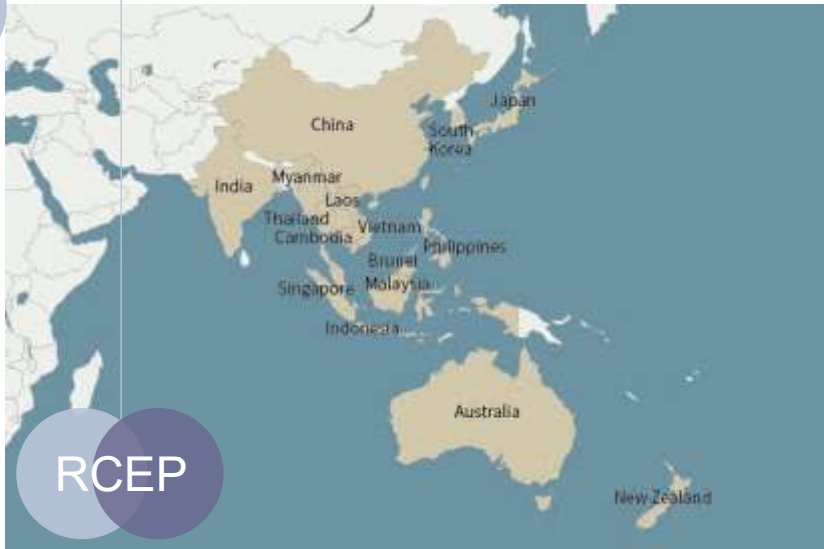 Japan
China
South
Korea
Myanmar
India
Laos
Thailand
Vietnam
Cambodia
Philippines
Brunei
Malaysia
Singapore
Indonesia
Australia
RCEP
New Zealand